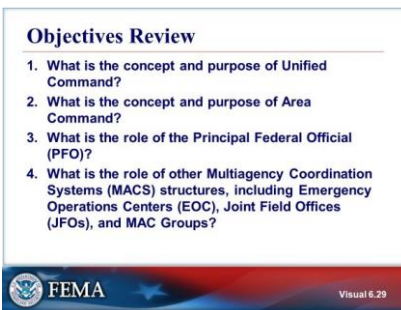 Objectives Review
1. What is the concept and purpose of Unified
Command?
2. What is the concept and purpose of Area
Command?
3. What is the role of the Principal Federal Official
(PFO)?
4. What is the role of other Multiagency Coordination
Systems (MACS) structures, including Emergency
Operations Centers (EOC), Joint Field Offices
(JFOs), and MAC Groups?
FEMA
Visual 6.29